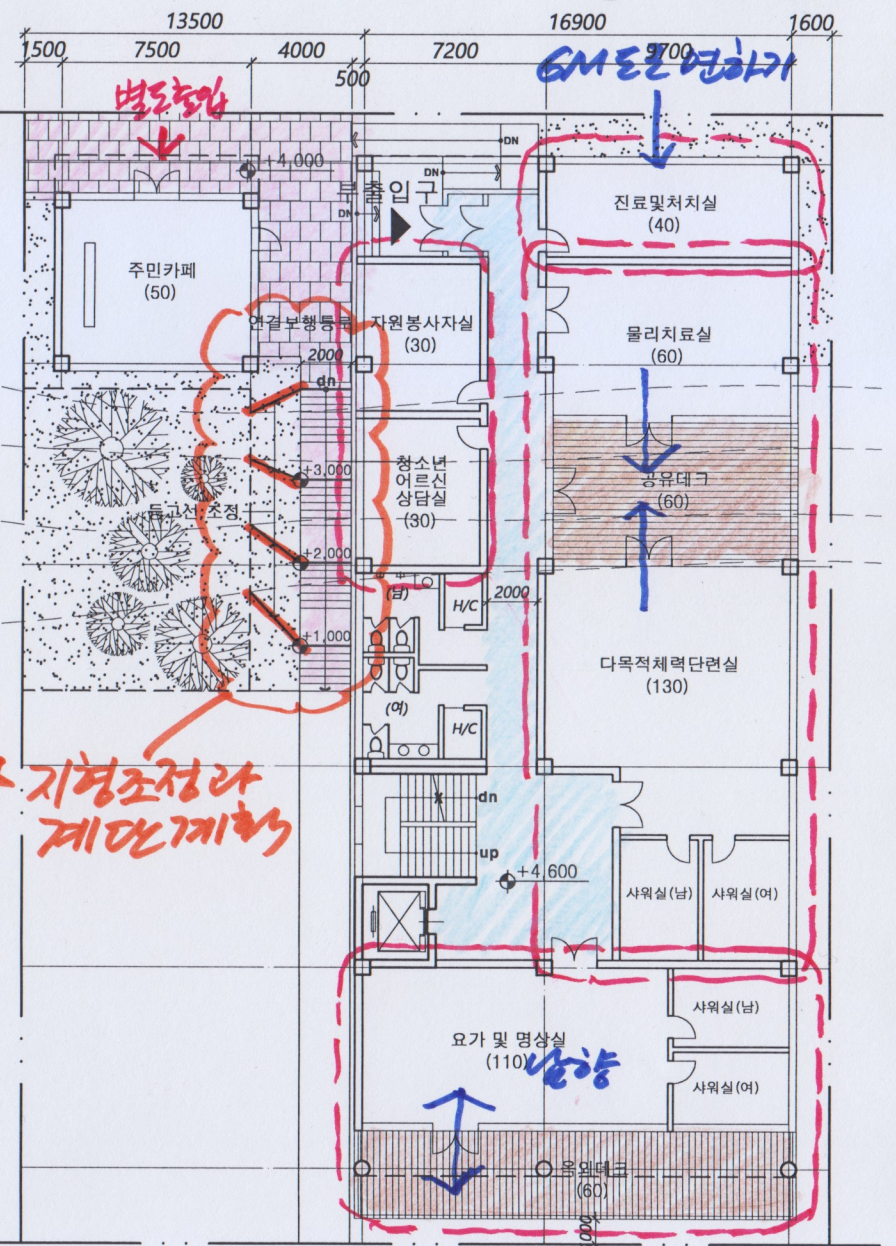 13500
16900
1600
1500
7500
4000
7200
9700
500
별도출입
6M 도로 연하기
DN
+4,000
DN
부출입구
DN
진료및처치실
(40)
주민카페
(50)
연결보행통로
자원봉사자실
(30)
물리치료실
(60)
2000
dn
+3,000
청소년
어르신
상담실
(30)
공유데크
(60)
등고선 조정
+2,000
(남)
H/C
2000
+1,000
다목적체력단련실
(130)
(여)
H/C
지형조정과
계단계획
dn
up
+4,600
샤워실(남)
샤워실(여)
요가 및 명상실
(110)
남향
샤워실(남)
샤워실(여)
옥외데크
(60)